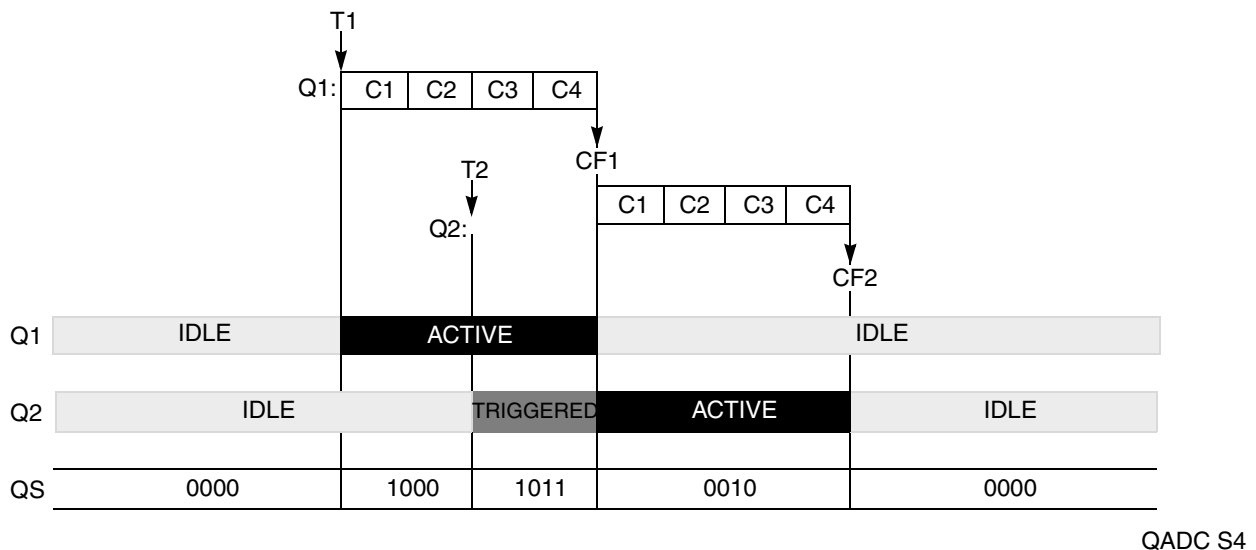 T1
Q1: C1 C2 C3 C4
CF1
T2
C1 C2 C3 C4
Q2:
CF2
Q1 IDLE ACTIVE IDLE
Q2 IDLE TRIGGERED ACTIVE IDLE
QS 0000 1000 1011 0010 0000
QADC S4